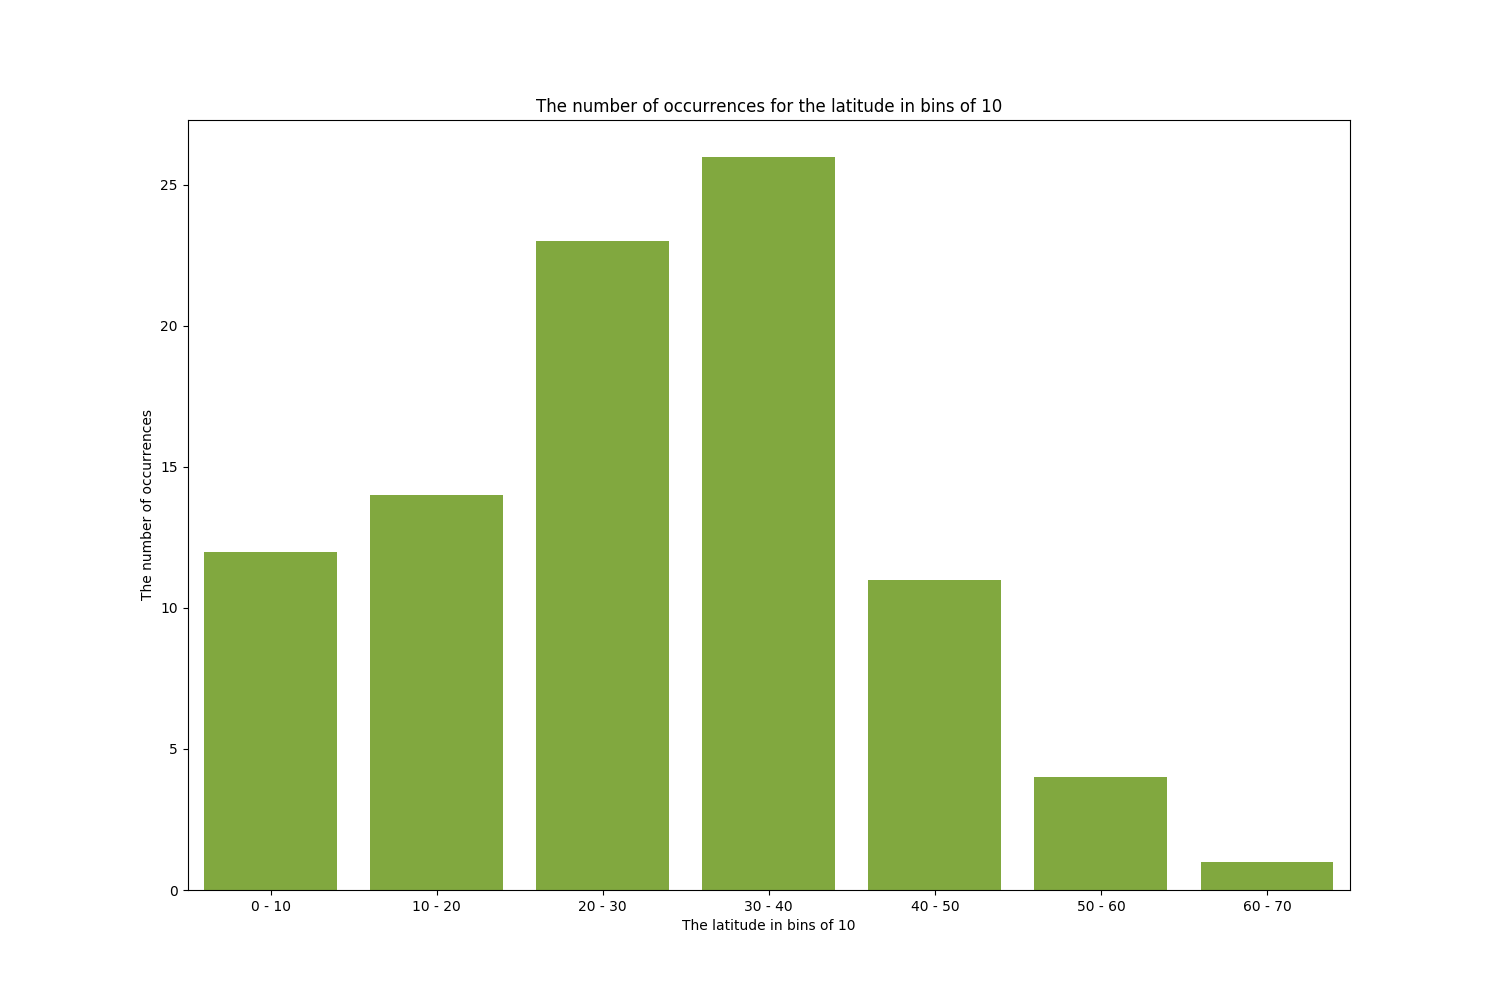 The number of occurrences for the latitude in bins of 10
The number of occurrences
25
20
15
10
5
0
0 - 10
10 - 20
20 - 30
30 - 40
40 - 50
50 - 60
60 - 70
The latitude in bins of 10